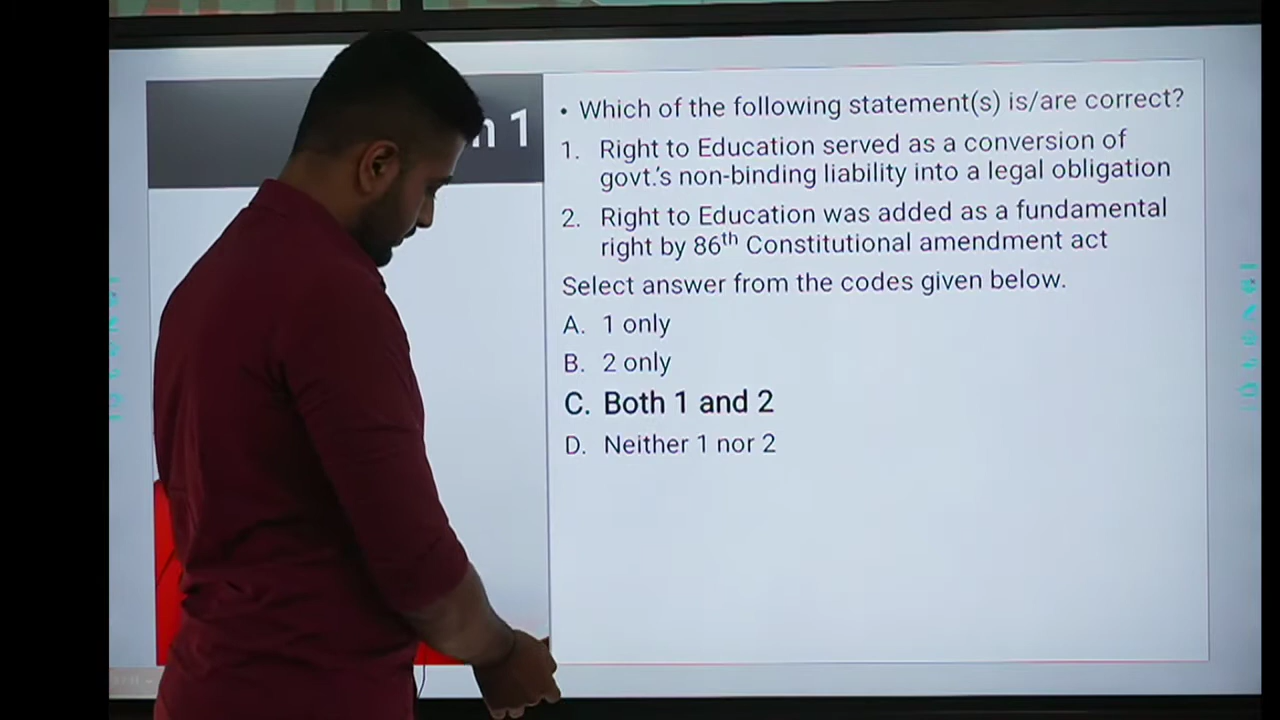 n 1
• Which of the following statement(s) is/are correct?
1. Right to Education served as a conversion of
govt.'s non-binding liability into a legal obligation
2. Right to Education was added as a fundamental
right by 86th Constitutional amendment act
Select answer from the codes given below.
A. 1 only
B. 2 only
C. Both 1 and 2
D. Neither 1 nor 2